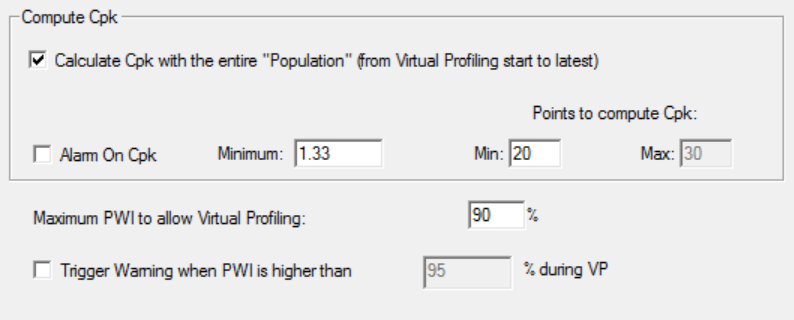 Compute Cpk
Calculate Cpk with the entire "Population" (from Virtual Profiling start to latest)
Points to compute Cpk:
Alarm On Cpk Minimum: 1.33 Min: 20 Max: 30
Maximum PWI to allow Virtual Profiling: 90 %
Trigger Warning when PWI is higher than 95 % during VP